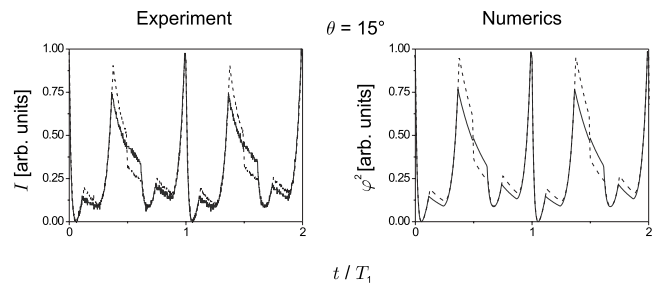 Experiment
θ = 15°
Numerics
I [arb. units]
1.00
0.75
0.50
0.25
0.00
0
1
2
φ² [arb. units]
1.00
0.75
0.50
0.25
0.00
0
1
2
t / T₁